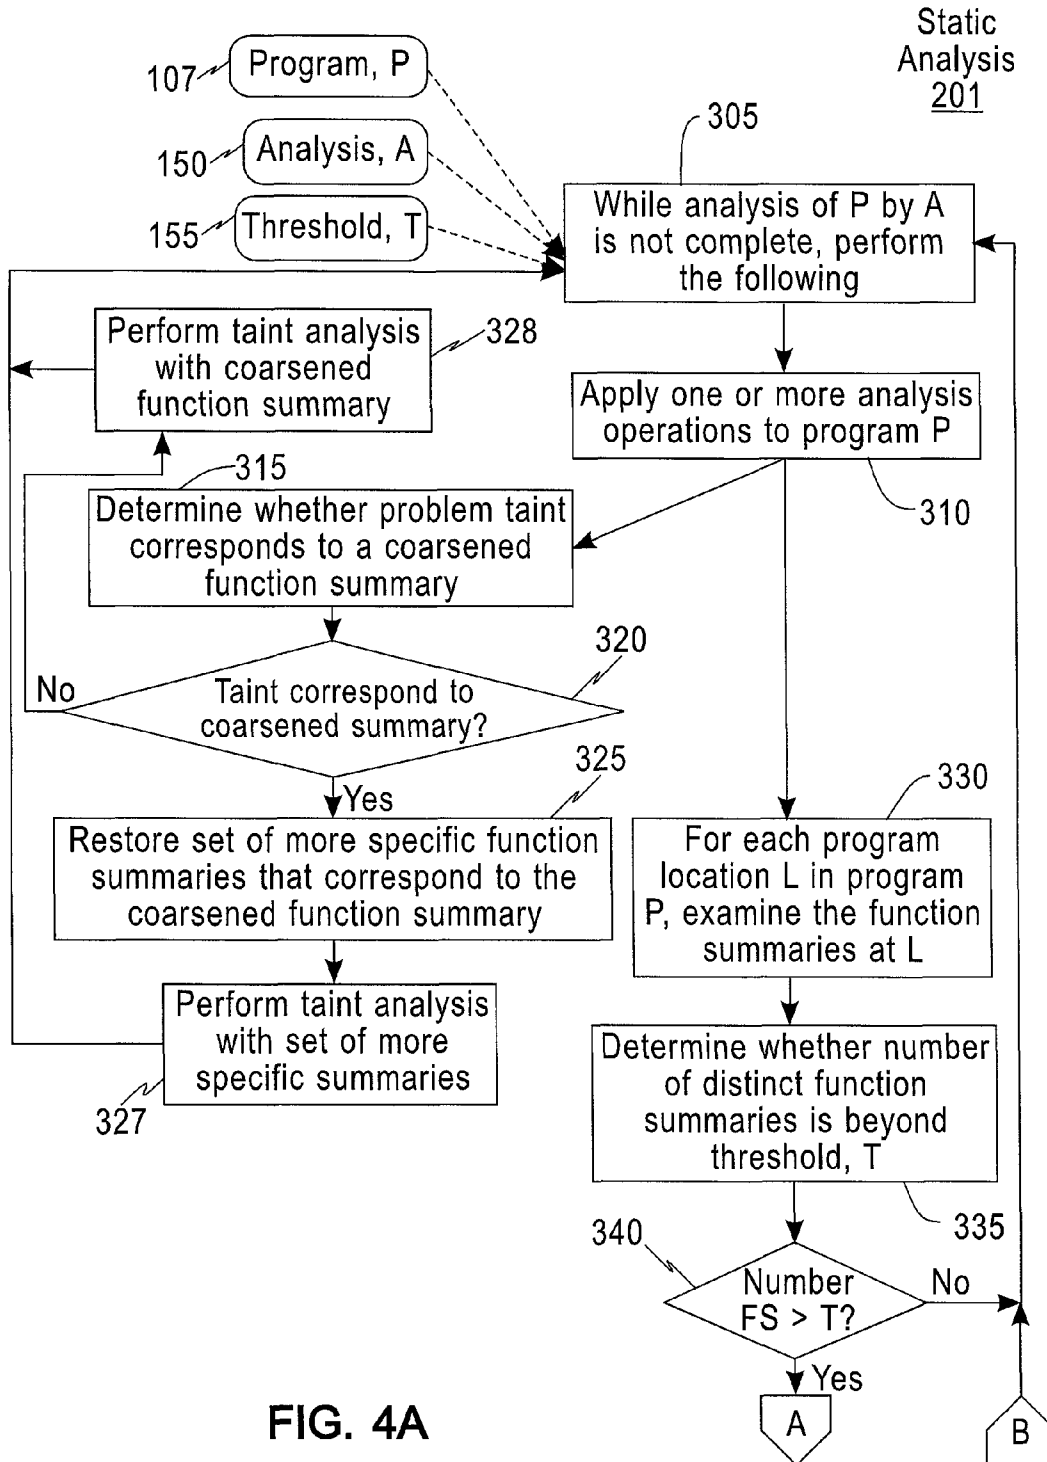 Static
Analysis
201
107
Program, P
150
Analysis, A
155
Threshold, T
305
While analysis of P by A
is not complete, perform
the following
Perform taint analysis
with coarsened
function summary
328
Apply one or more analysis
operations to program P
310
315
Determine whether problem taint
corresponds to a coarsened
function summary
320
No
Taint correspond to
coarsened summary?
Yes
325
Restore set of more specific function
summaries that correspond to the
coarsened function summary
330
For each program
location L in program
P, examine the function
summaries at L
Perform taint analysis
with set of more
specific summaries
327
Determine whether number
of distinct function
summaries is beyond
threshold, T
335
340
Number
FS > T?
No
Yes
A
B
FIG. 4A